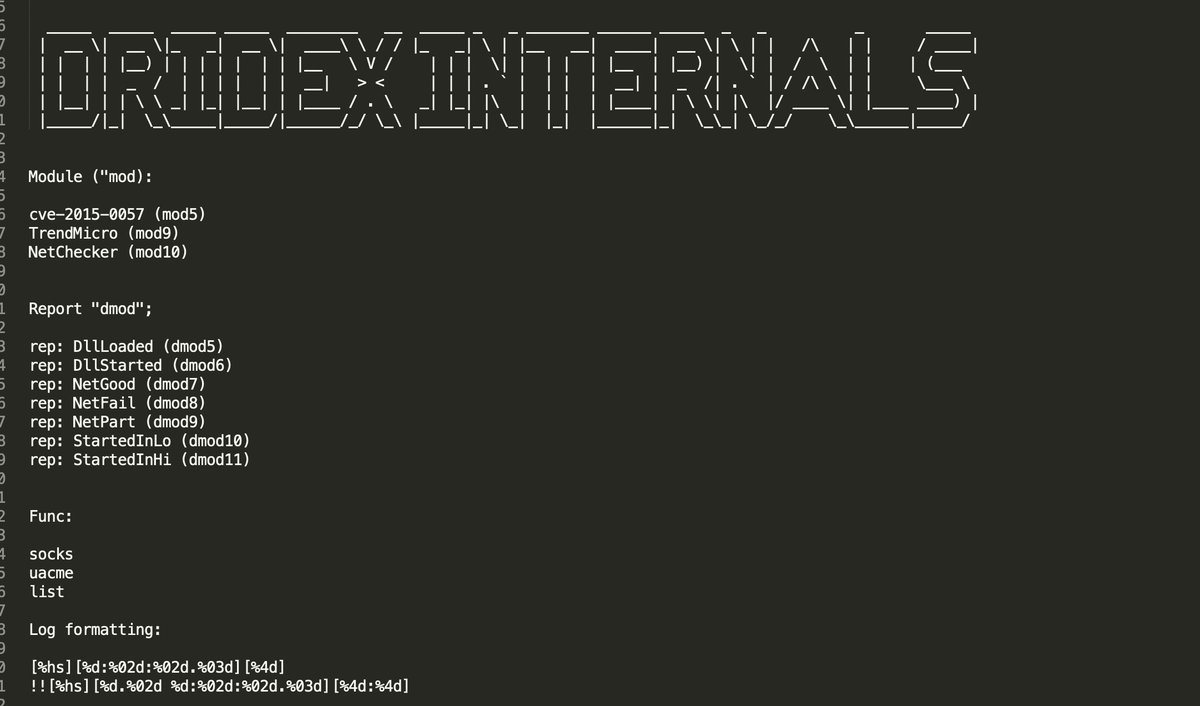 DRIDEX INTERNALS
Module ("mod):
cve-2015-0057 (mod5)
TrendMicro (mod9)
NetChecker (mod10)
Report "dmod";
rep: DllLoaded (dmod5)
rep: DllStarted (dmod6)
rep: NetGood (dmod7)
rep: NetFail (dmod8)
rep: NetPart (dmod9)
rep: StartedInLo (dmod10)
rep: StartedInHi (dmod11)
Func:
socks
uacme
list
Log formatting:
[%hs][%d:%02d:%02d.%03d][%4d]
!![%hs][%d.%02d %d:%02d:%02d.%03d][%4d:%4d]